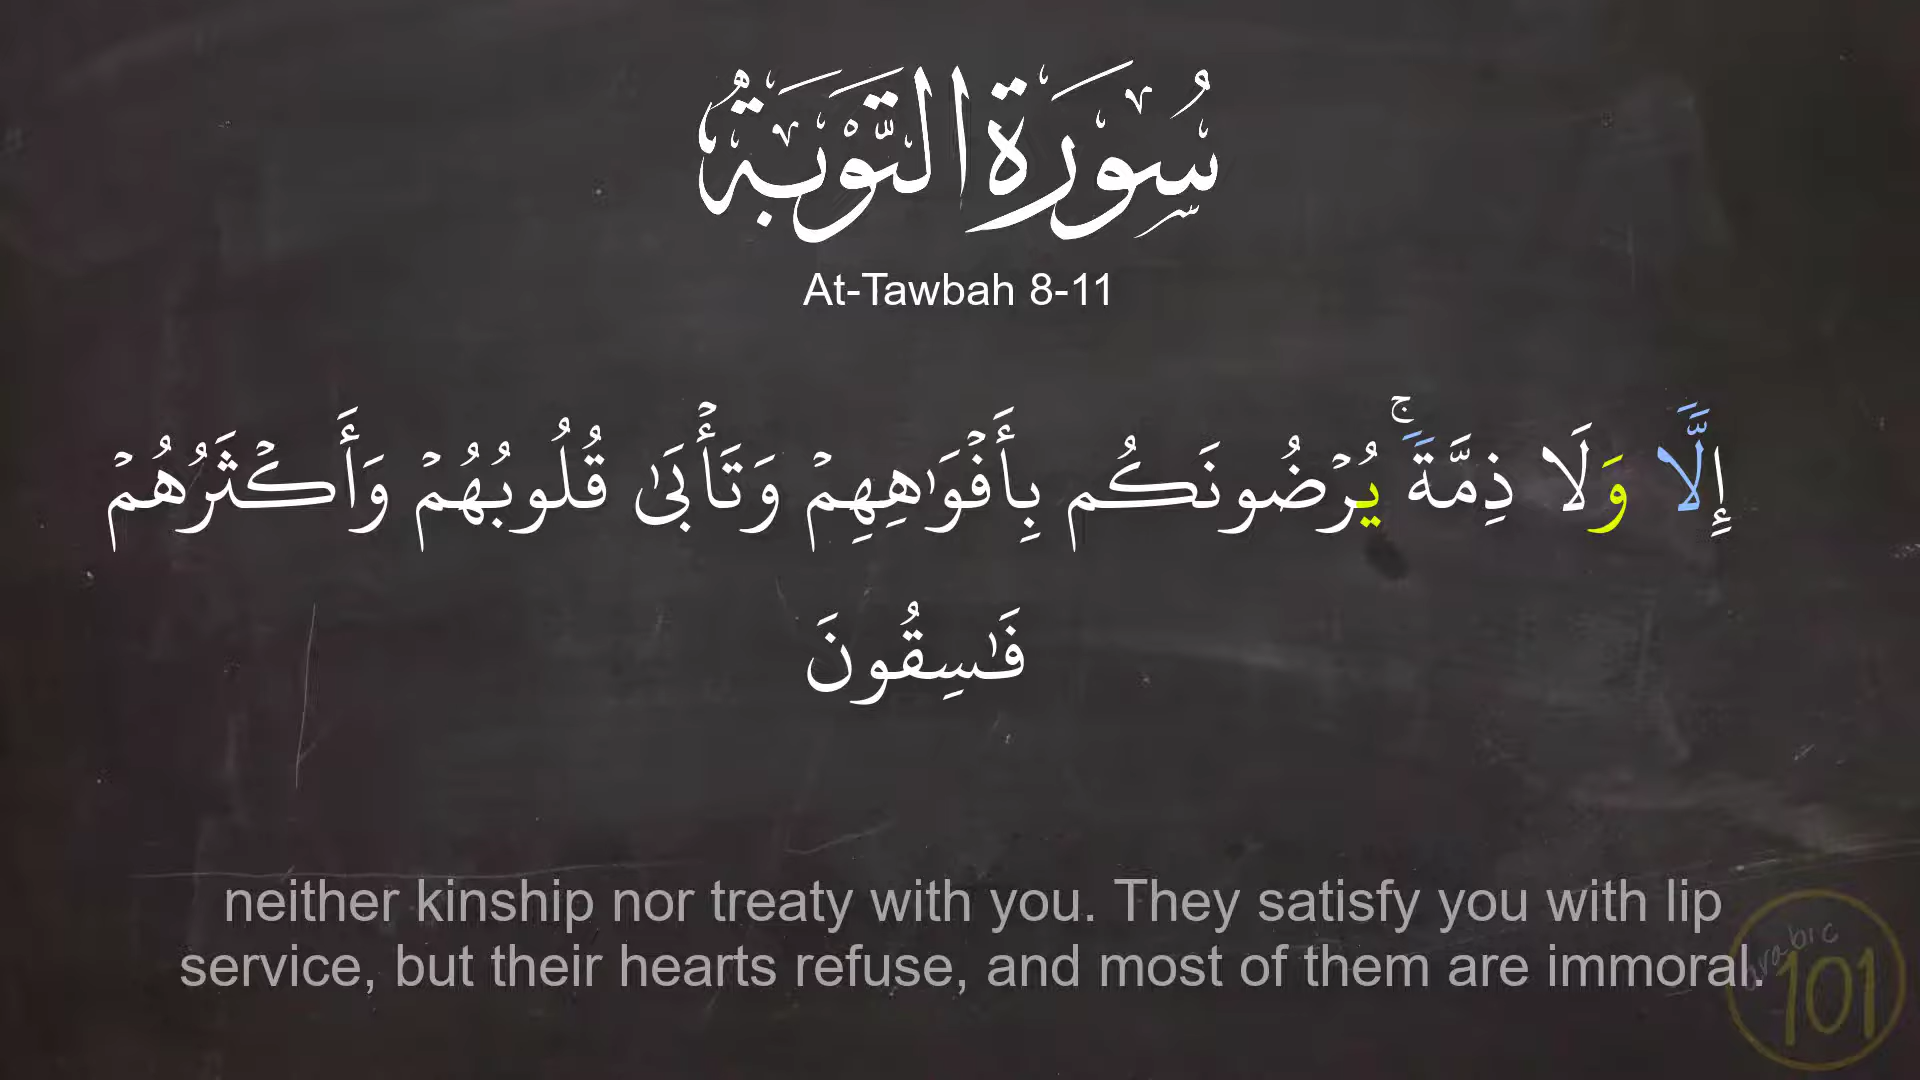 سُورَةُ التَّوْبَةِ
At-Tawbah 8-11
إِلًّۭا وَلَا ذِمَّةًۭ ۚ يُرْضُونَكُم بِأَفْوَٰهِهِمْ وَتَأْبَىٰ قُلُوبُهُمْ وَأَكْثَرُهُمْ
فَـٰسِقُونَ
neither kinship nor treaty with you. They satisfy you with lip
service, but their hearts refuse, and most of them are immoral.
arabic
101